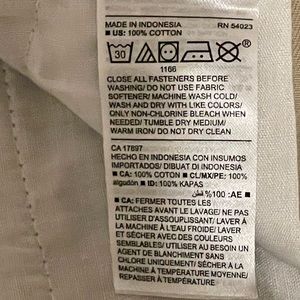 MADE IN INDONESIA RN 54023
■ US: 100% COTTON
30
1166
CLOSE ALL FASTENERS BEFORE
WASHING/ DO NOT USE FABRIC
SOFTENER/ MACHINE WASH COLD/
WASH AND DRY WITH LIKE COLORS/
ONLY NON-CHLORINE BLEACH WHEN
NEEDED/ TUMBLE DRY MEDIUM/
WARM IRON/ DO NOT DRY CLEAN
CA 17897
HECHO EN INDONESIA CON INSUMOS
IMPORTADOS/ DIBUAT DI INDONESIA
■ CA: 100% COTON ■ CL/MX/PE: 100%
algodón ■ ID: 100% KAPAS
■ AE: 100% قطن
■ CA: FERMER TOUTES LES
ATTACHES AVANT LE LAVAGE/ NE PAS
UTILISER D'ASSOUPLISSANT/ LAVER À
LA MACHINE À L'EAU FROIDE/ LAVER
ET SÉCHER AVEC DES COULEURS
SEMBLABLES/ UTILISER AU BESOIN UN
AGENT DE BLANCHIMENT SANS
CHLORE UNIQUEMENT/ SÉCHER À LA
MACHINE À TEMPÉRATURE MOYENNE/
REPASSER À TEMPÉRATURE